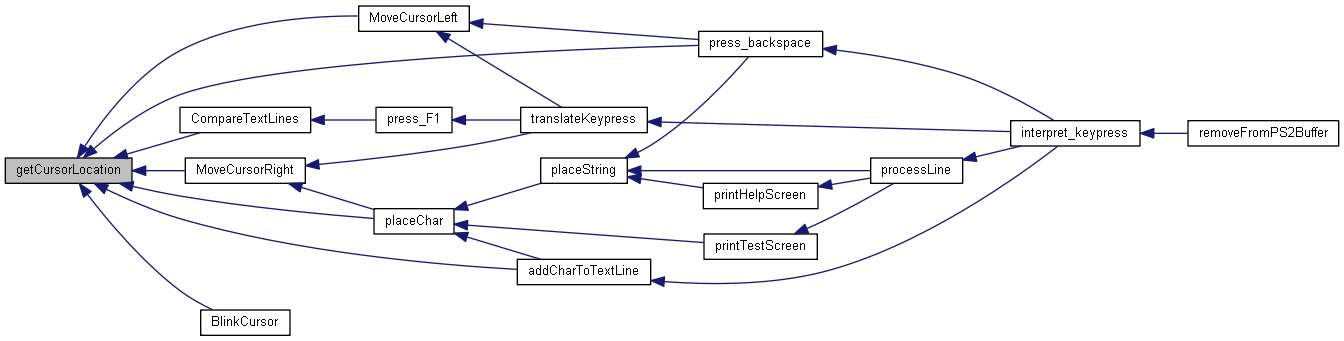 MoveCursorLeft
press_backspace
CompareTextLines
press_F1
translateKeypress
interpret_keypress
removeFromPS2Buffer
getCursorLocation
MoveCursorRight
placeString
processLine
printHelpScreen
placeChar
printTestScreen
addCharToTextLine
BlinkCursor